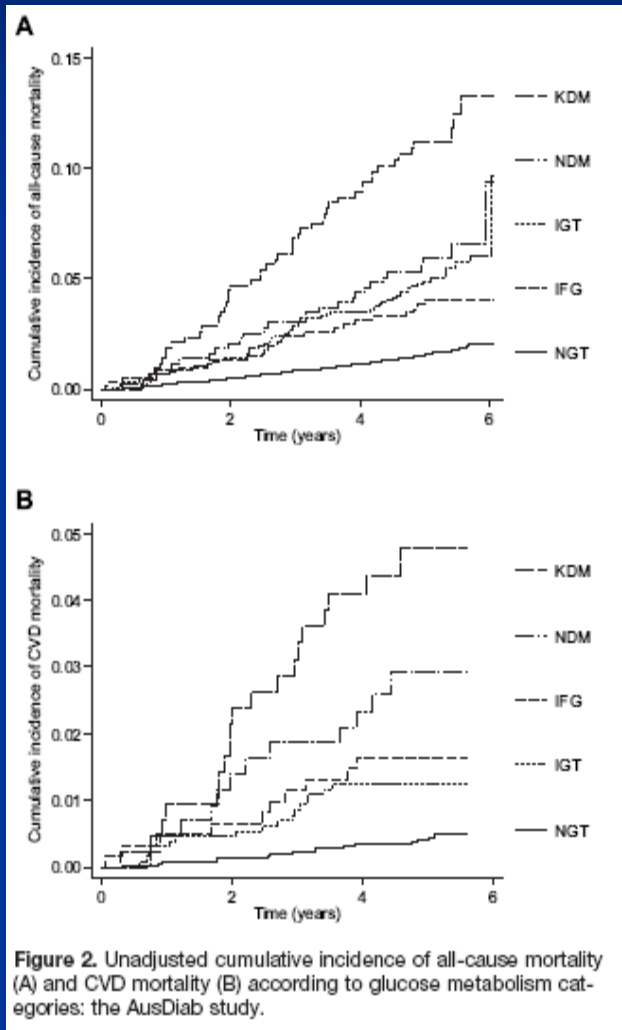 A
Cumulative incidence of all-cause mortality
0.15
0.10
0.05
0.00
KDM
NDM
IGT
IFG
NGT
0
2
4
6
Time (years)
B
Cumulative incidence of CVD mortality
0.05
0.04
0.03
0.02
0.01
0.00
KDM
NDM
IFG
IGT
NGT
0
2
4
6
Time (years)
Figure 2. Unadjusted cumulative incidence of all-cause mortality
(A) and CVD mortality (B) according to glucose metabolism cat-
egories: the AusDiab study.